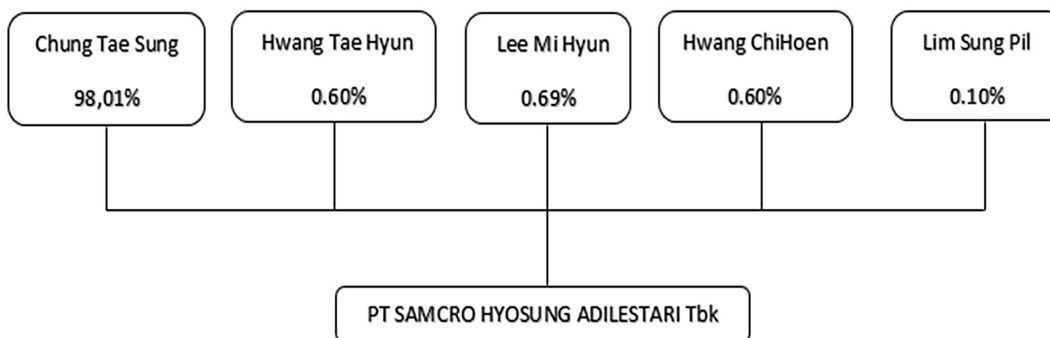 Chung Tae Sung
98,01%
Hwang Tae Hyun
0.60%
Lee Mi Hyun
0.69%
Hwang ChiHoen
0.60%
Lim Sung Pil
0.10%
PT SAMCRO HYOSUNG ADILESTARI Tbk